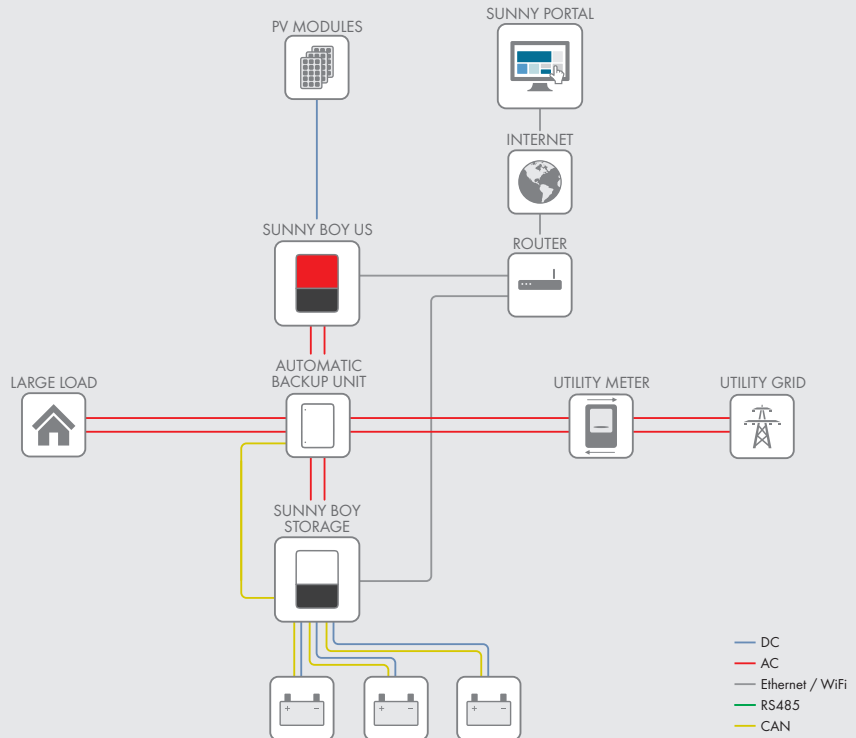 SUNNY PORTAL
PV MODULES
INTERNET
SUNNY BOY US
ROUTER
AUTOMATIC
BACKUP UNIT
LARGE LOAD
UTILITY METER
UTILITY GRID
SUNNY BOY
STORAGE
+ −
+ −
+ −
DC
AC
Ethernet / WiFi
RS485
CAN